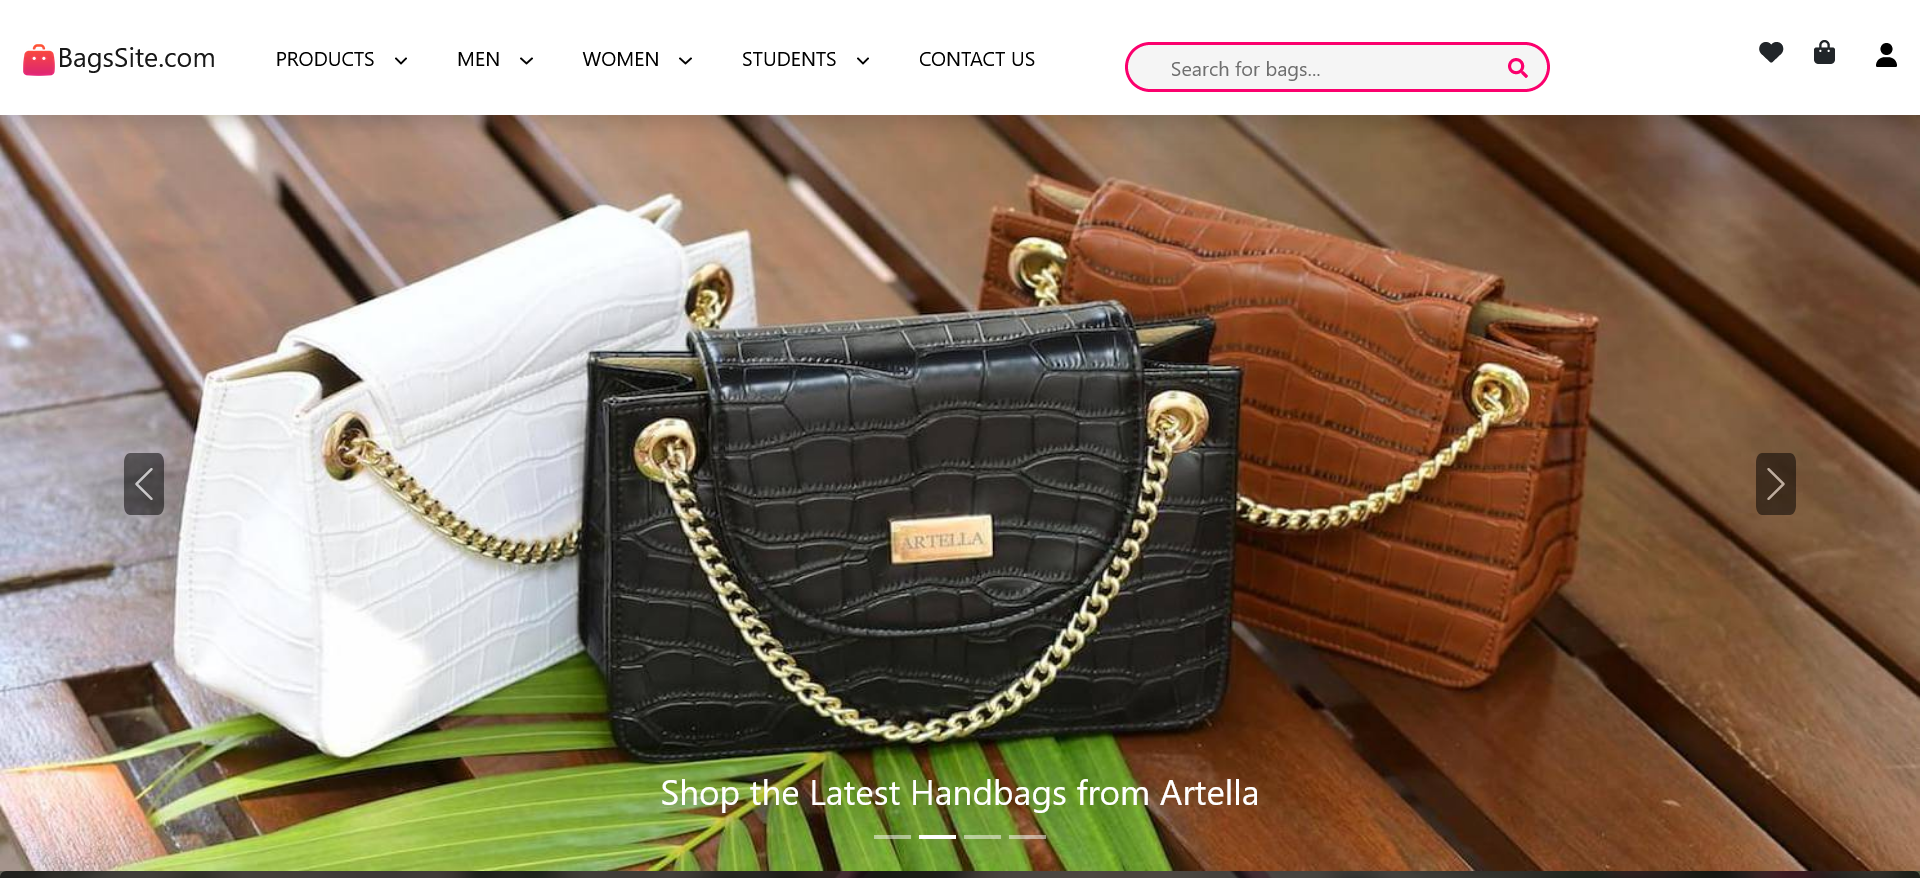 BagsSite.com
PRODUCTS
MEN
WOMEN
STUDENTS
CONTACT US
Search for bags...
ARTELLA
Shop the Latest Handbags from Artella